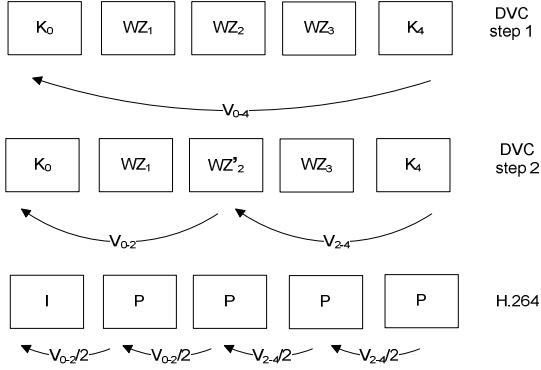 K₀ WZ₁ WZ₂ WZ₃ K₄ DVC step 1
V₀₋₄
K₀ WZ₁ WZ'₂ WZ₃ K₄ DVC step 2
V₀₋₂ V₂₋₄
I P P P P H.264
V₀₋₂/2 V₀₋₂/2 V₂₋₄/2 V₂₋₄/2